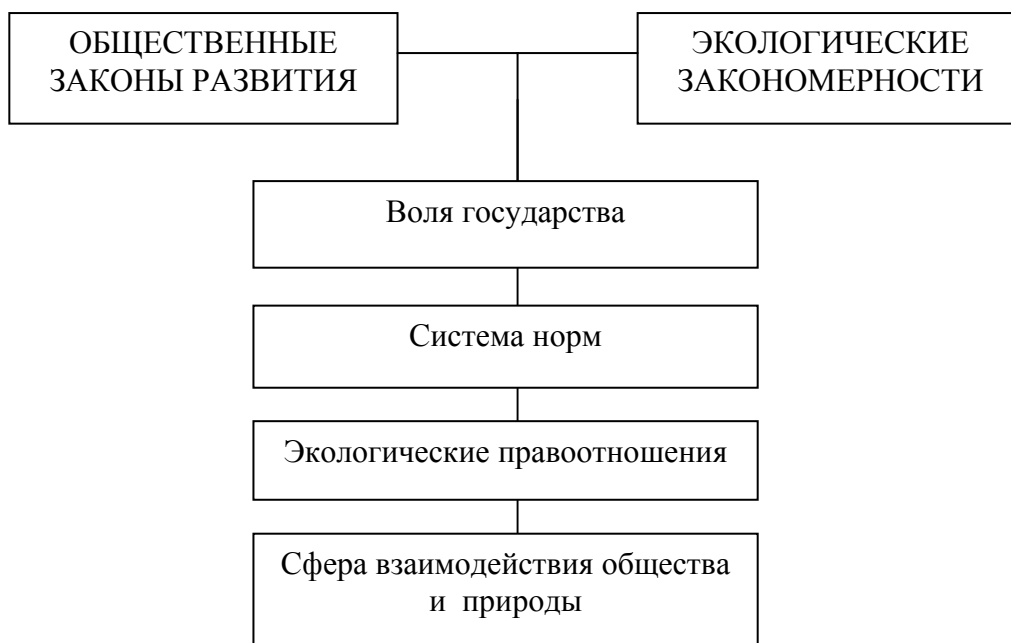 ОБЩЕСТВЕННЫЕ
ЗАКОНЫ РАЗВИТИЯ
ЭКОЛОГИЧЕСКИЕ
ЗАКОНОМЕРНОСТИ
Воля государства
Система норм
Экологические правоотношения
Сфера взаимодействия общества
и природы